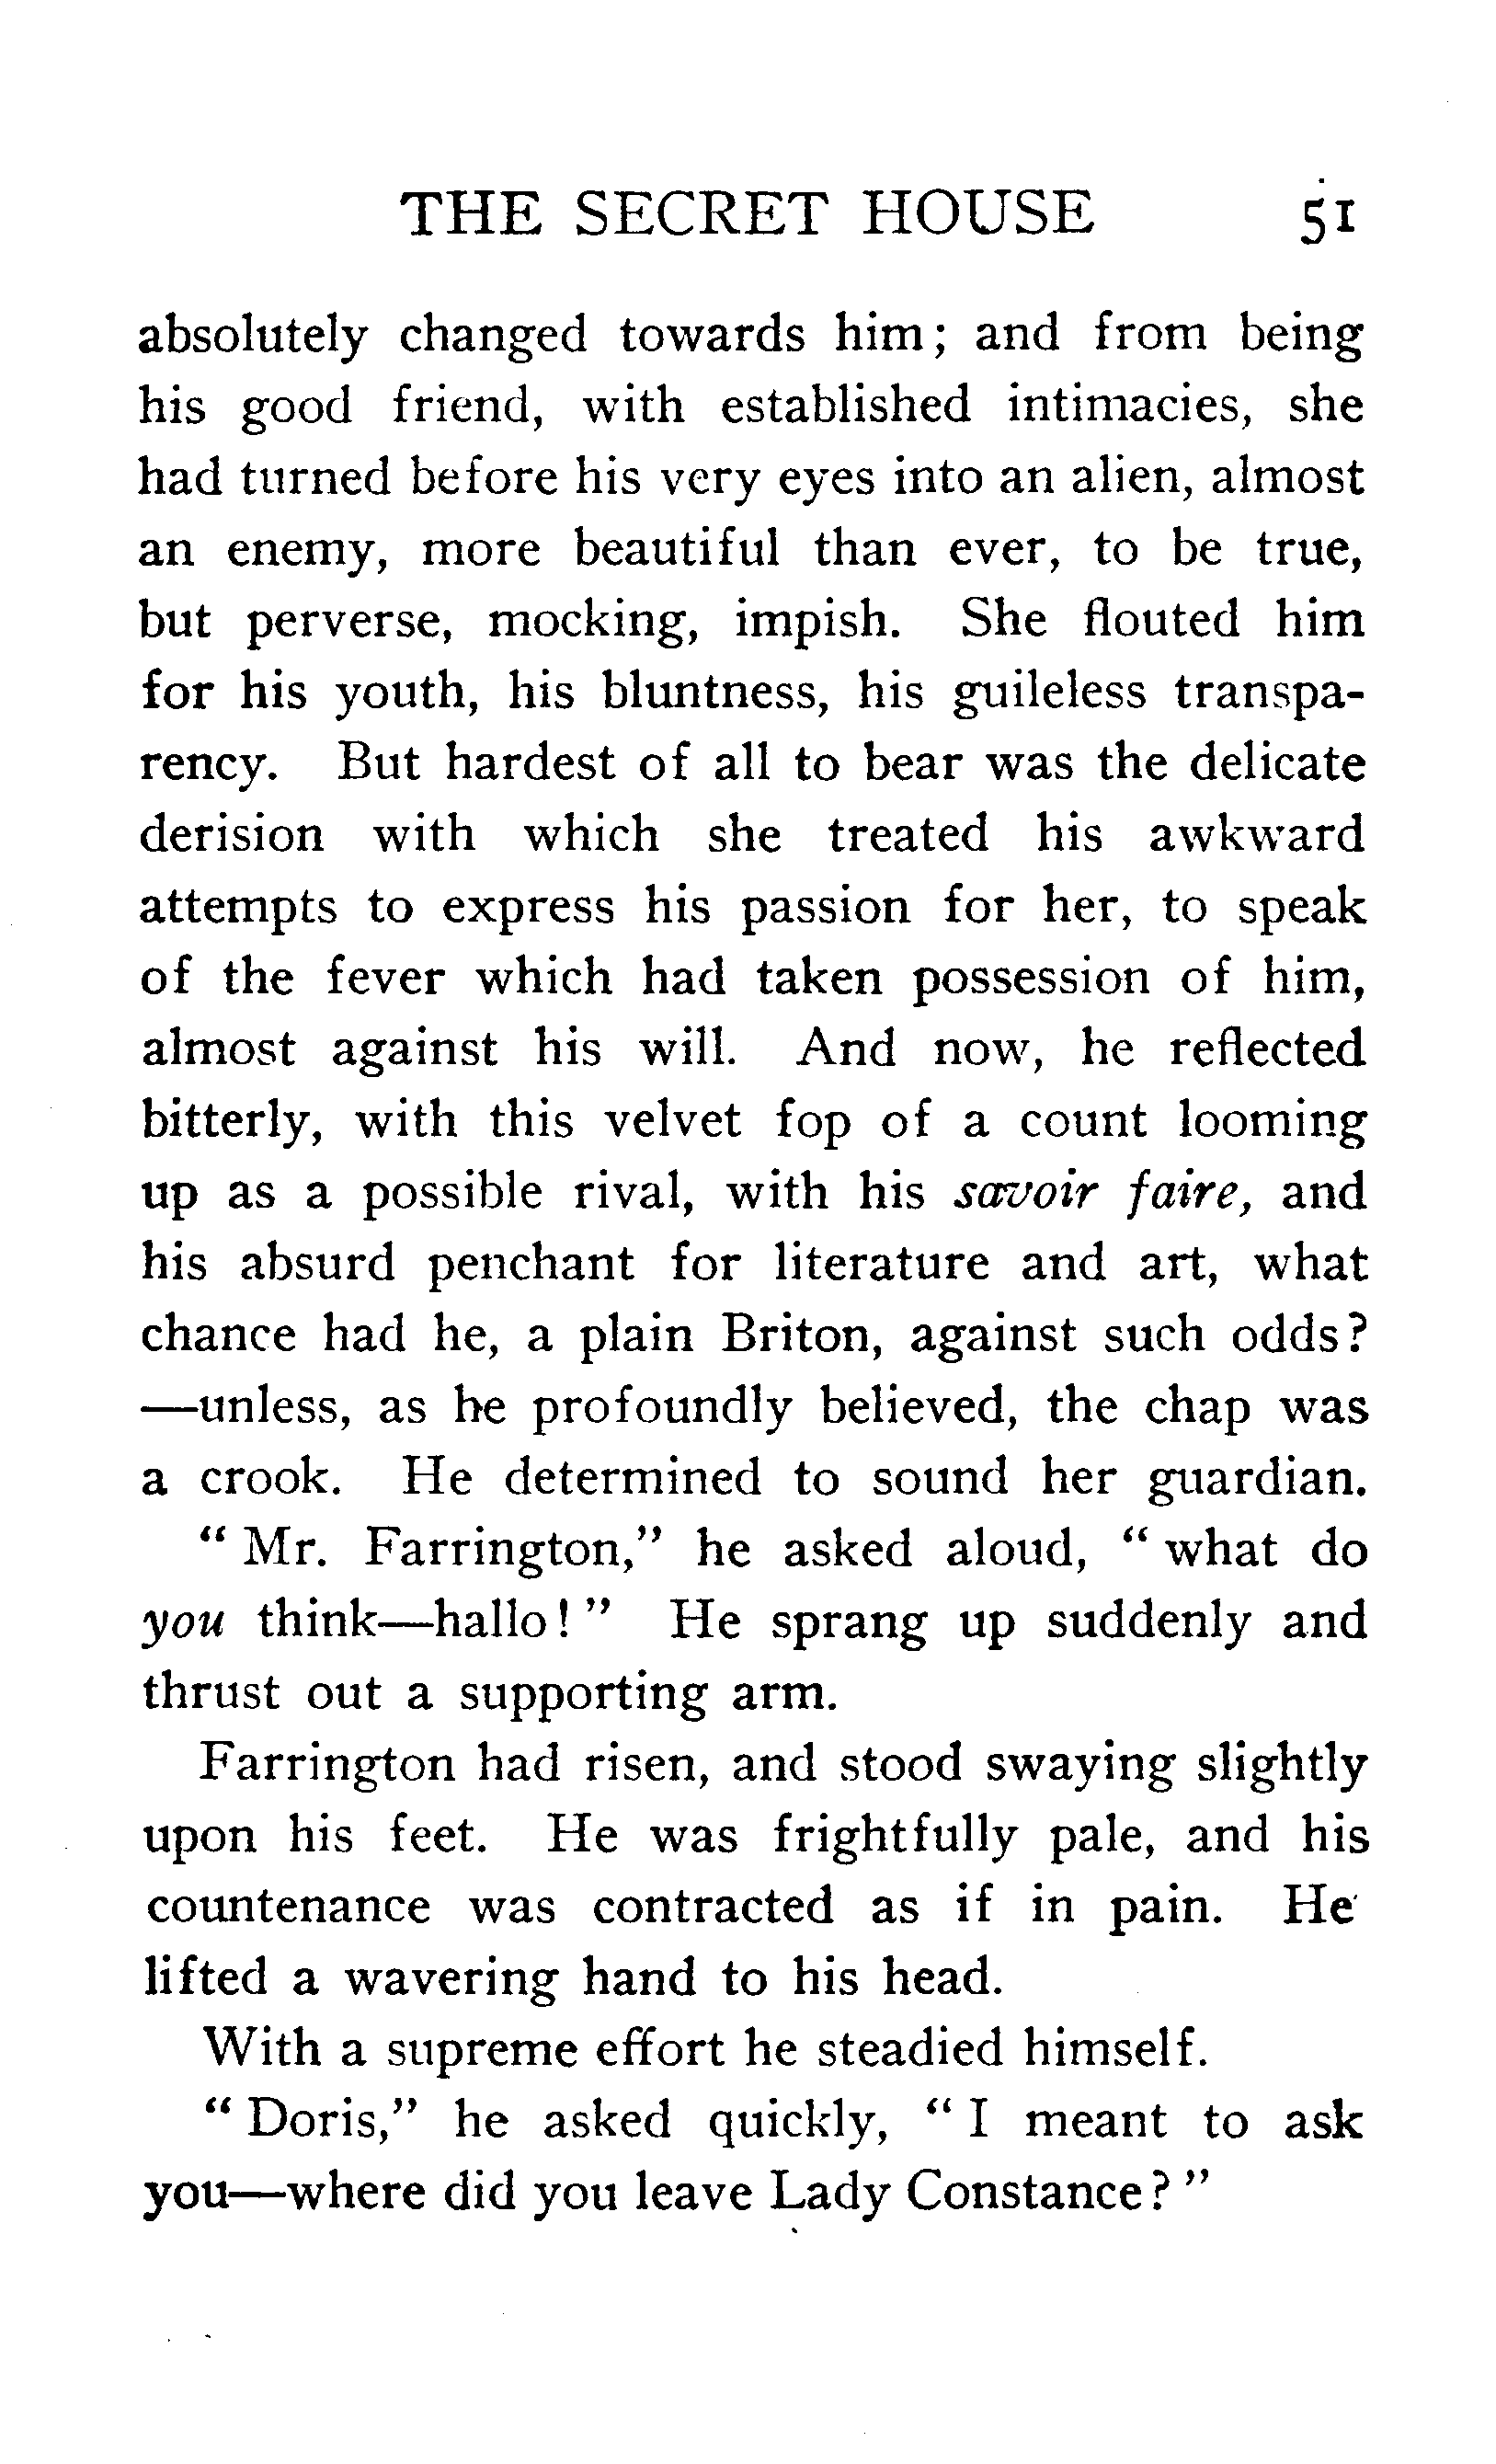 THE SECRET HOUSE 51
absolutely changed towards him; and from being
his good friend, with established intimacies, she
had turned before his very eyes into an alien, almost
an enemy, more beautiful than ever, to be true,
but perverse, mocking, impish. She flouted him
for his youth, his bluntness, his guileless transpa-
rency. But hardest of all to bear was the delicate
derision with which she treated his awkward
attempts to express his passion for her, to speak
of the fever which had taken possession of him,
almost against his will. And now, he reflected
bitterly, with this velvet fop of a count looming
up as a possible rival, with his savoir faire, and
his absurd penchant for literature and art, what
chance had he, a plain Briton, against such odds?
—unless, as he profoundly believed, the chap was
a crook. He determined to sound her guardian.
“ Mr. Farrington,” he asked aloud, “ what do
you think—hallo! ” He sprang up suddenly and
thrust out a supporting arm.
Farrington had risen, and stood swaying slightly
upon his feet. He was frightfully pale, and his
countenance was contracted as if in pain. He
lifted a wavering hand to his head.
With a supreme effort he steadied himself.
“ Doris,” he asked quickly, “ I meant to ask
you—where did you leave Lady Constance? ”